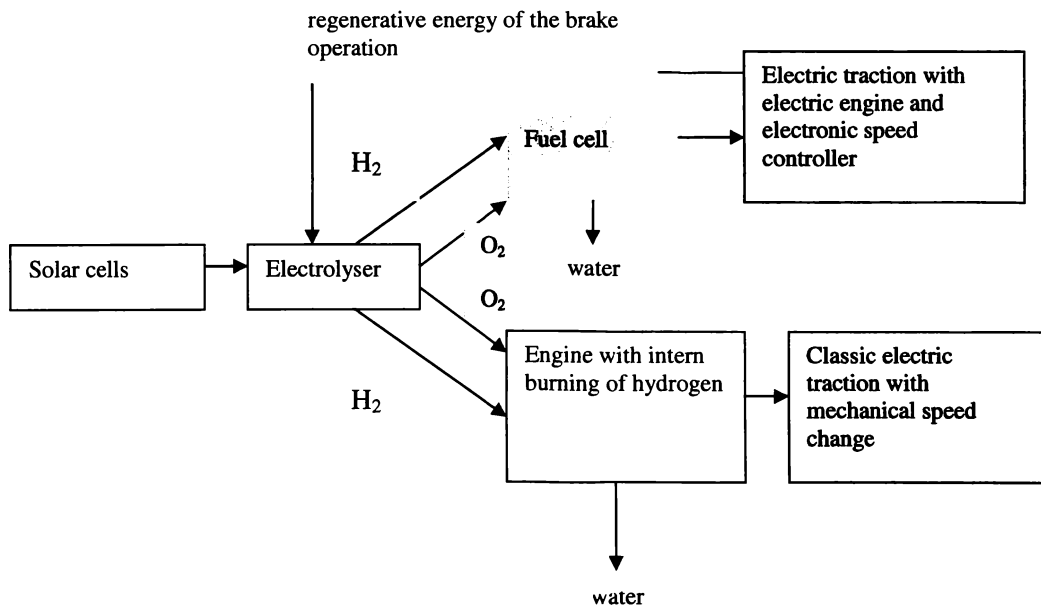 regenerative energy of the brake
operation
Electric traction with
electric engine and
electronic speed
controller
Fuel cell
H₂
O₂
water
Solar cells
Electrolyser
O₂
Engine with intern
burning of hydrogen
Classic electric
traction with
mechanical speed
change
H₂
water